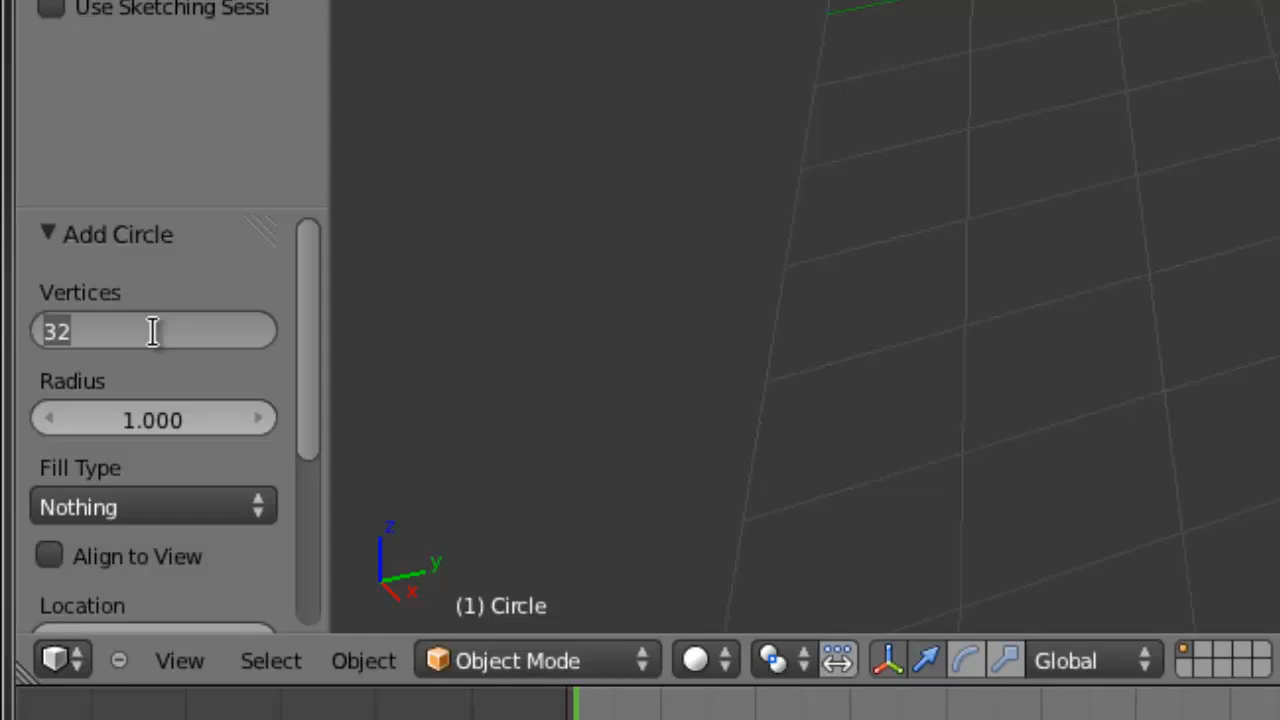 Use Sketching Sessi
Add Circle
Vertices
32
Radius
1.000
Fill Type
Nothing
Align to View
Location
z
y
x
(1) Circle
View Select Object Object Mode Global